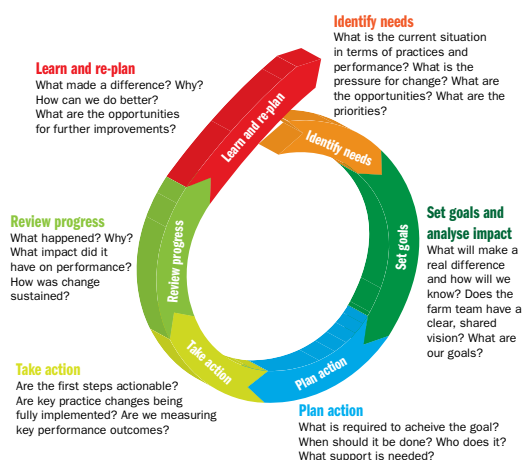 Identify needs
What is the current situation
in terms of practices and
performance? What is the
pressure for change? What are
the opportunities? What are the
priorities?
Learn and re-plan
What made a difference? Why?
How can we do better?
What are the opportunities
for further improvements?
Learn and re-plan
Identify needs
Set goals and
analyse impact
What will make a
real difference
and how will we
know? Does the
farm team have a
clear, shared
vision? What are
our goals?
Set goals
Review progress
What happened? Why?
What impact did it
have on performance?
How was change
sustained?
Review progress
Take action
Plan action
Take action
Are the first steps actionable?
Are key practice changes being
fully implemented? Are we measuring
key performance outcomes?
Plan action
What is required to acheive the goal?
When should it be done? Who does it?
What support is needed?